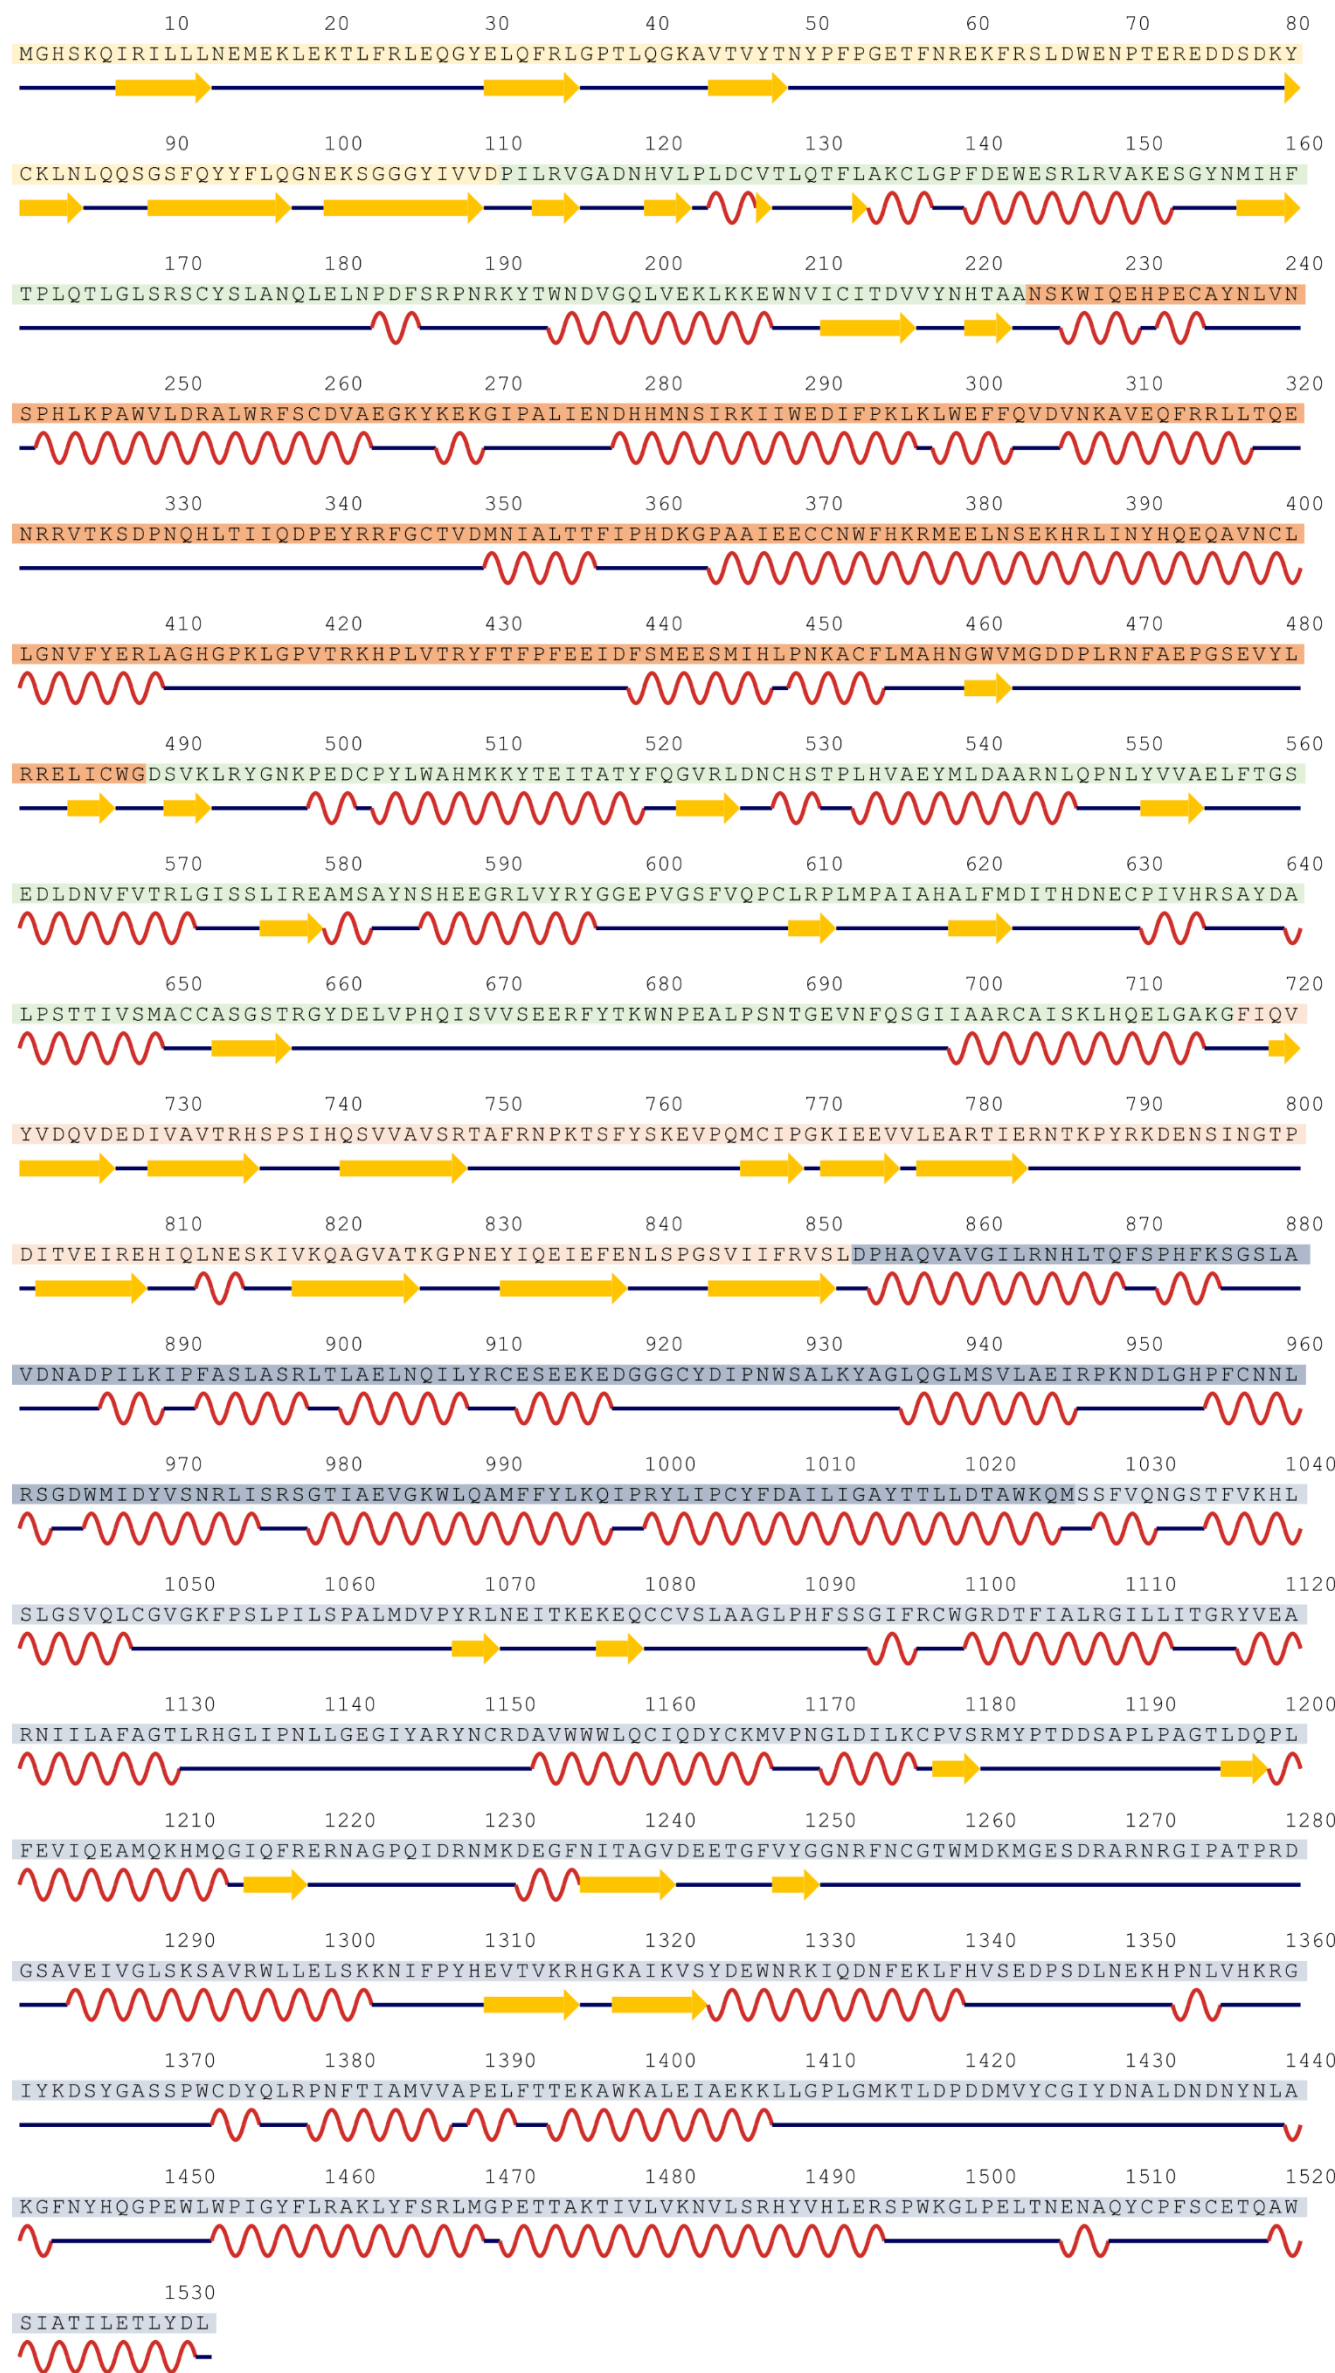 10 20 30 40 50 60 70 80
MGHSKQIRILLLNEMEKLEKTLFRLEQGYELQFRLGPTLQGKAVTVYTNYPFPGETFNREKFRSLDWENPTEREDDSDKY
90 100 110 120 130 140 150 160
CKLNLQQSGSFQYYFLQGNEKSGGGYIVVDPILRVGADNHVLPLDCVTLQTFLAKCLGPFDEWESRLRVAKESGYNMIHF
170 180 190 200 210 220 230 240
TPLQTLGLSRSCYSLANQLELNPDFSRPNRKYTWNDVGQLVEKLKKEWNVICITDVVYNHTAANSKWIQEHPECAYNLVN
250 260 270 280 290 300 310 320
SPHLKPAWVLDRALWRFSCDVAEGKYKEKGIPALIENDHHMNSIRKIIWEDIFPKLKLWEFFQVDVNKAVEQFRRLLTQE
330 340 350 360 370 380 390 400
NRRVTKSDPNQHLTIIQDPEYRRFGCTVDMNIALTTFIPHDKGPAAIEECCNWFHKRMEELNSEKHRLINYHQEQAVNCL
410 420 430 440 450 460 470 480
LGNVFYERLAGHGPKLGPVTRKHPLVTRYFTFPFEEIDFSMEESMIHLPNKACFLMAHNGWVMGDDPLRNFAEPGSEVYL
490 500 510 520 530 540 550 560
RRELICWGDSVKLRYGNKPEDCPYLWAHMKKYTEITATYFQGVRLDNCHSTPLHVAEYMLDAARNLQPNLYVVAELFTGS
570 580 590 600 610 620 630 640
EDLDNVFVTRLGISSLIREAMSAYNSHEEGRLVYRYGGEPVGSFVQPCLRPLMPAIAHALFMDITHDNECPIVHRSAYDA
650 660 670 680 690 700 710 720
LPSTTIVSMACCASGSTRGYDELVPHQISVVSEERFYTKWNPEALPSNTGEVNFQSGIIAARCAISKLHQELGAKGFIQV
730 740 750 760 770 780 790 800
YVDQVDEDIVAVTRHSPSIHQSVVAVSRTAFRNPKTSFYSKEVPQMCIPGKIEEVVLEARTIERNTKPYRKDENSINGTP
810 820 830 840 850 860 870 880
DITVEIREHIQLNESKIVKQAGVATKGPNEYIQEIEFENLSPGSVIIFRVSLDPHAQVAVGILRNHLTQFSPHFKSGSLA
890 900 910 920 930 940 950 960
VDNADPILKIPFASLASRLTLAELNQILYRCESEEKEDGGGCYDIPNWSALKYAGLQGLMSVLAEIRPKNDLGHPFCNNL
970 980 990 1000 1010 1020 1030 1040
RSGDWMIDYVSNRLISRSGTIAEVGKWLQAMFFYLKQIPRYLIPCYFDAILIGAYTTLLDTAWKQMSSFVQNGSTFVKHL
1050 1060 1070 1080 1090 1100 1110 1120
SLGSVQLCGVGKFPSLPILSPALMDVPYRLNEITKEKEQCCVSLAAGLPHFSSGIFRCWGRDTFIALRGILLITGRYVEA
1130 1140 1150 1160 1170 1180 1190 1200
RNIILAFAGTLRHGLIPNLLGEGIYARYNCRDAVWWWLQCIQDYCKMVPNGLDILKCPVSRMYPTDDSAPLPAGTLDQPL
1210 1220 1230 1240 1250 1260 1270 1280
FEVIQEAMQKHMQGIQFRERNAGPQIDRNMKDEGFNITAGVDEETGFVYGGNRFNCGTWMDKMGESDRARNRGIPATPRD
1290 1300 1310 1320 1330 1340 1350 1360
GSAVEIVGLSKSAVRWLLELSKKNIFPYHEVTVKRHGKAIKVSYDEWNRKIQDNFEKLFHVSEDPSDLNEKHPNLVHKRG
1370 1380 1390 1400 1410 1420 1430 1440
IYKDSYGASSPWCDYQLRPNFTIAMVVAPELFTTEKAWKALEIAEKKLLGPLGMKTLDPDDMVYCGIYDNALDNDNYNLA
1450 1460 1470 1480 1490 1500 1510 1520
KGFNYHQGPEWLWPIGYFLRAKLYFSRLMGPETTAKTIVLVKNVLSRHYVHLERSPWKGLPELTNENAQYCPFSCETQAW
1530
SIATILETLYDL